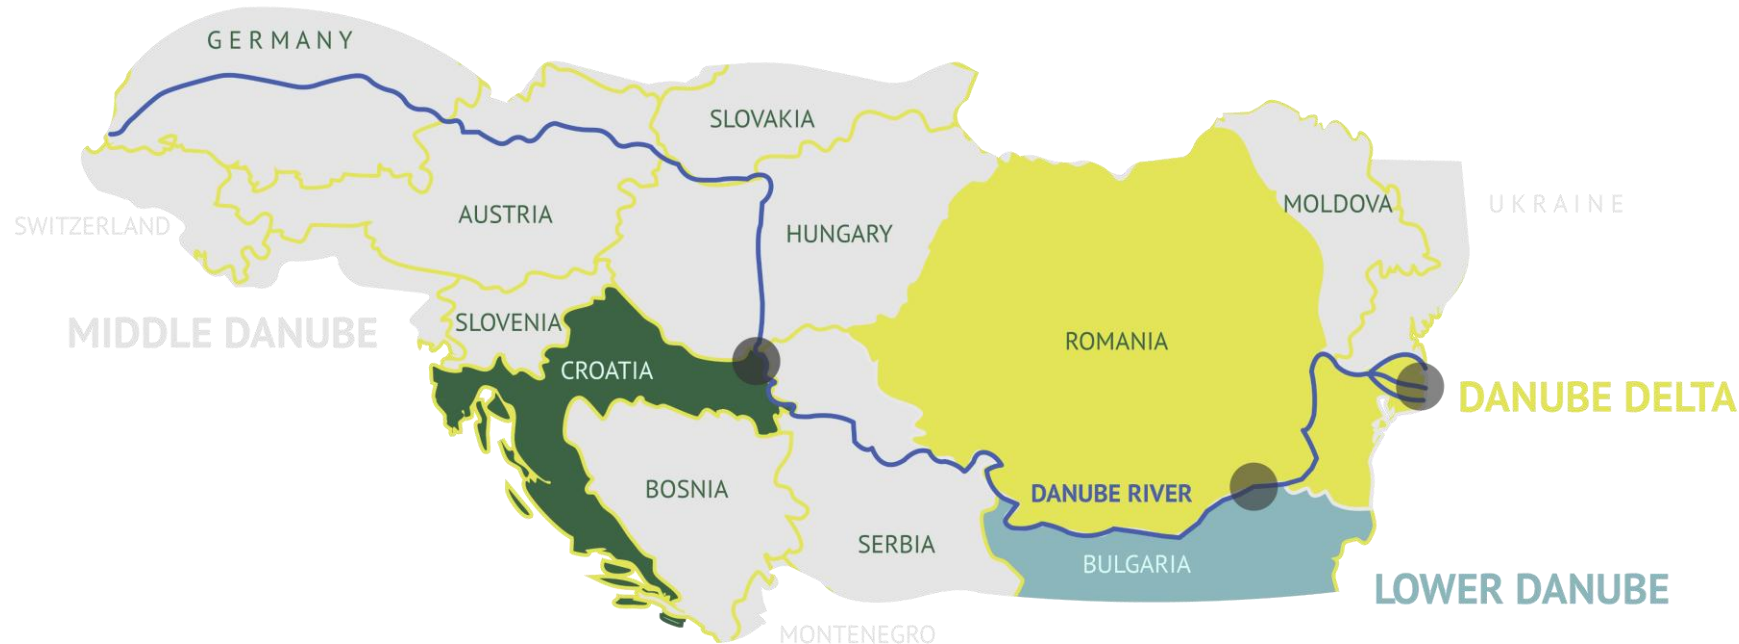 GERMANY
SLOVAKIA
SWITZERLAND
AUSTRIA
HUNGARY
MOLDOVA
UKRAINE
MIDDLE DANUBE
SLOVENIA
CROATIA
ROMANIA
DANUBE DELTA
BOSNIA
DANUBE RIVER
SERBIA
BULGARIA
LOWER DANUBE
MONTENEGRO